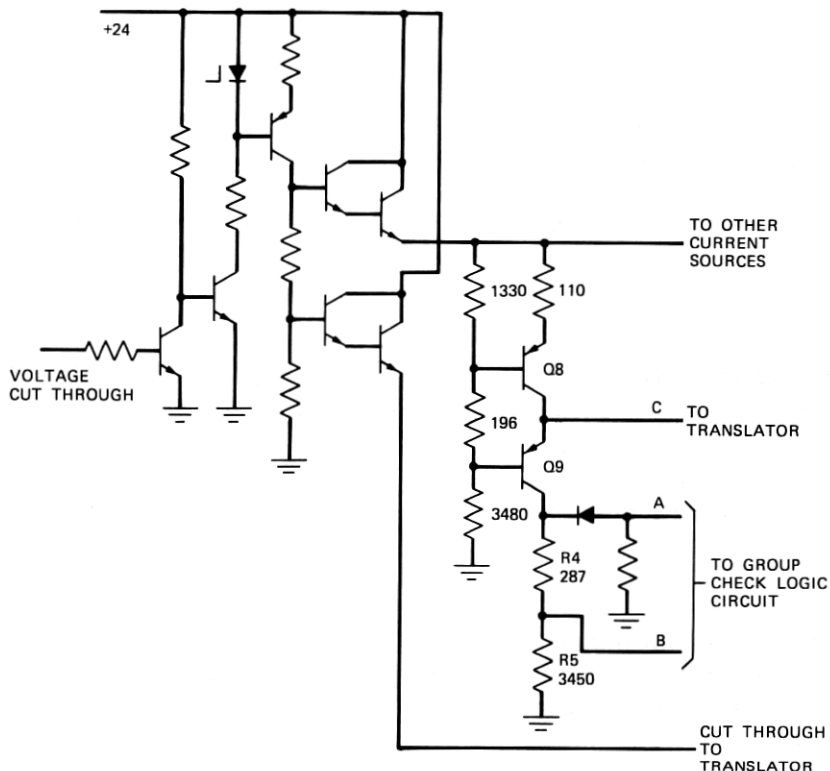 +24
TO OTHER
CURRENT
SOURCES
1330
110
VOLTAGE
CUT THROUGH
Q8
C
TO
TRANSLATOR
196
Q9
3480
A
R4
287
TO GROUP
CHECK LOGIC
CIRCUIT
B
R5
3450
CUT THROUGH
TO
TRANSLATOR